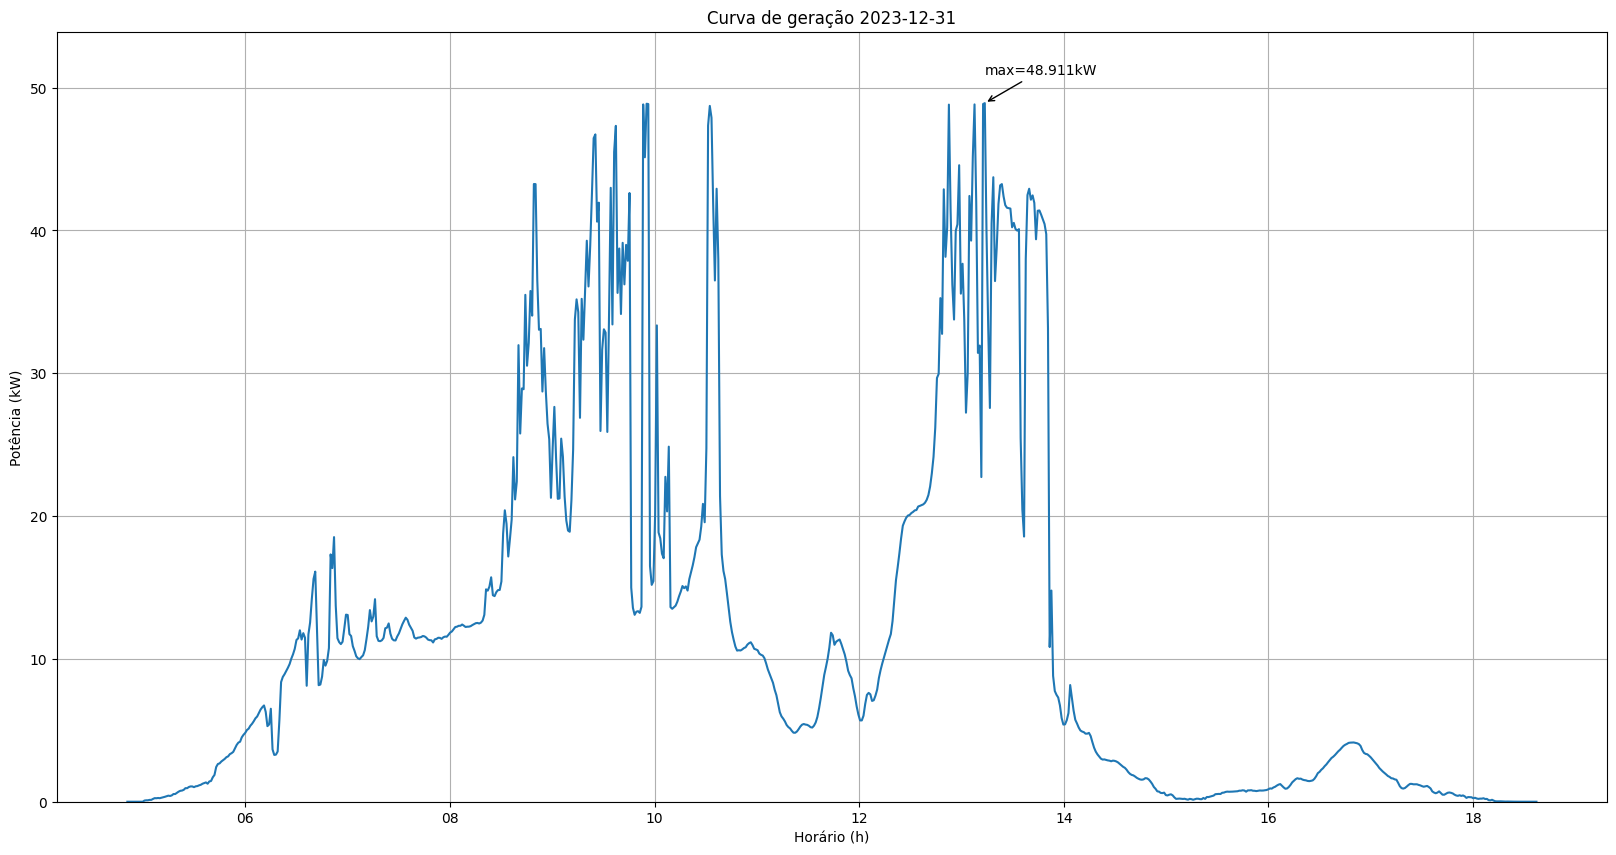 Curva de geração 2023-12-31
max=48.911kW
Potência (kW)
50
40
30
20
10
0
06 08 10 12 14 16 18
Horário (h)